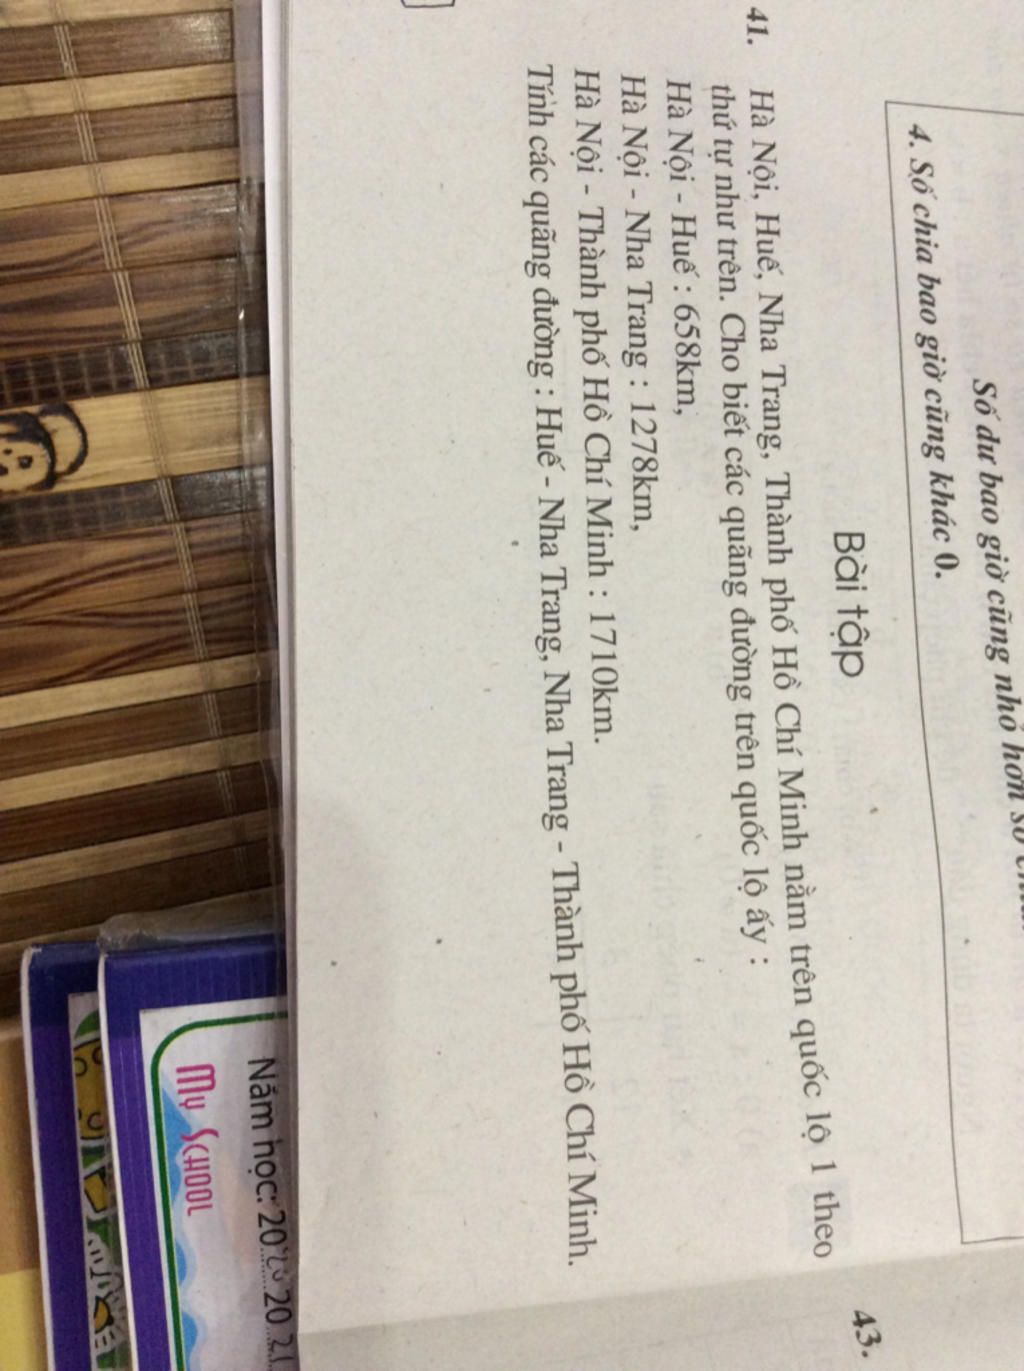 Số dư bao giờ cũng nhỏ hơn số
4. Số chia bao giờ cũng khác 0.
Bài tập
41. Hà Nội, Huế, Nha Trang, Thành phố Hồ Chí Minh nằm trên quốc lộ 1 theo
thứ tự như trên. Cho biết các quãng đường trên quốc lộ ấy :
Hà Nội - Huế : 658km,
Hà Nội - Nha Trang : 1278km,
Hà Nội - Thành phố Hồ Chí Minh : 1710km.
Tính các quãng đường : Huế - Nha Trang, Nha Trang - Thành phố Hồ Chí Minh.
43.
Năm học: 2020 20 21
My School